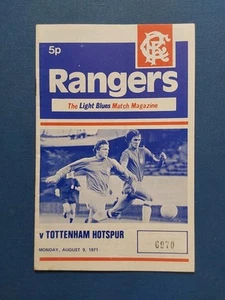 5p
Rangers
The Light Blues Match Magazine
v TOTTENHAM HOTSPUR
MONDAY, AUGUST 9, 1971
6970